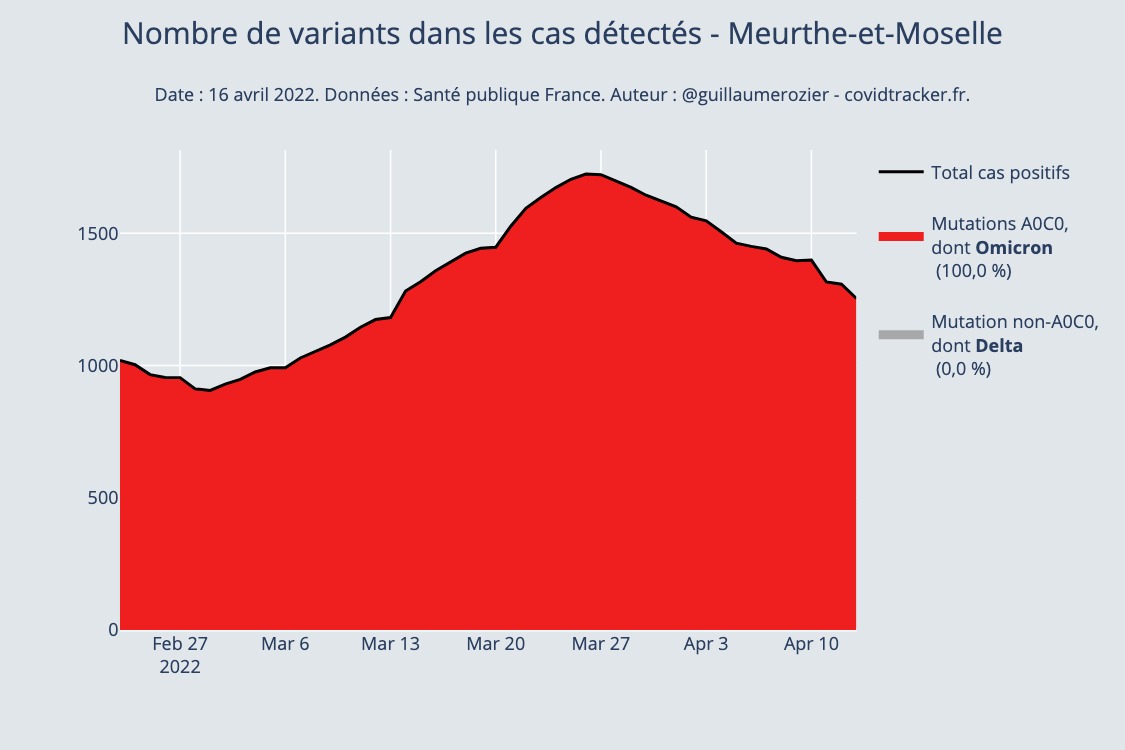 Nombre de variants dans les cas détectés - Meurthe-et-Moselle
Date : 16 avril 2022. Données : Santé publique France. Auteur : @guillaumerozier - covidtracker.fr.
Total cas positifs
Mutations A0C0,
dont Omicron
(100,0 %)
Mutation non-A0C0,
dont Delta
(0,0 %)
1500
1000
500
0
Feb 27
2022
Mar 6
Mar 13
Mar 20
Mar 27
Apr 3
Apr 10